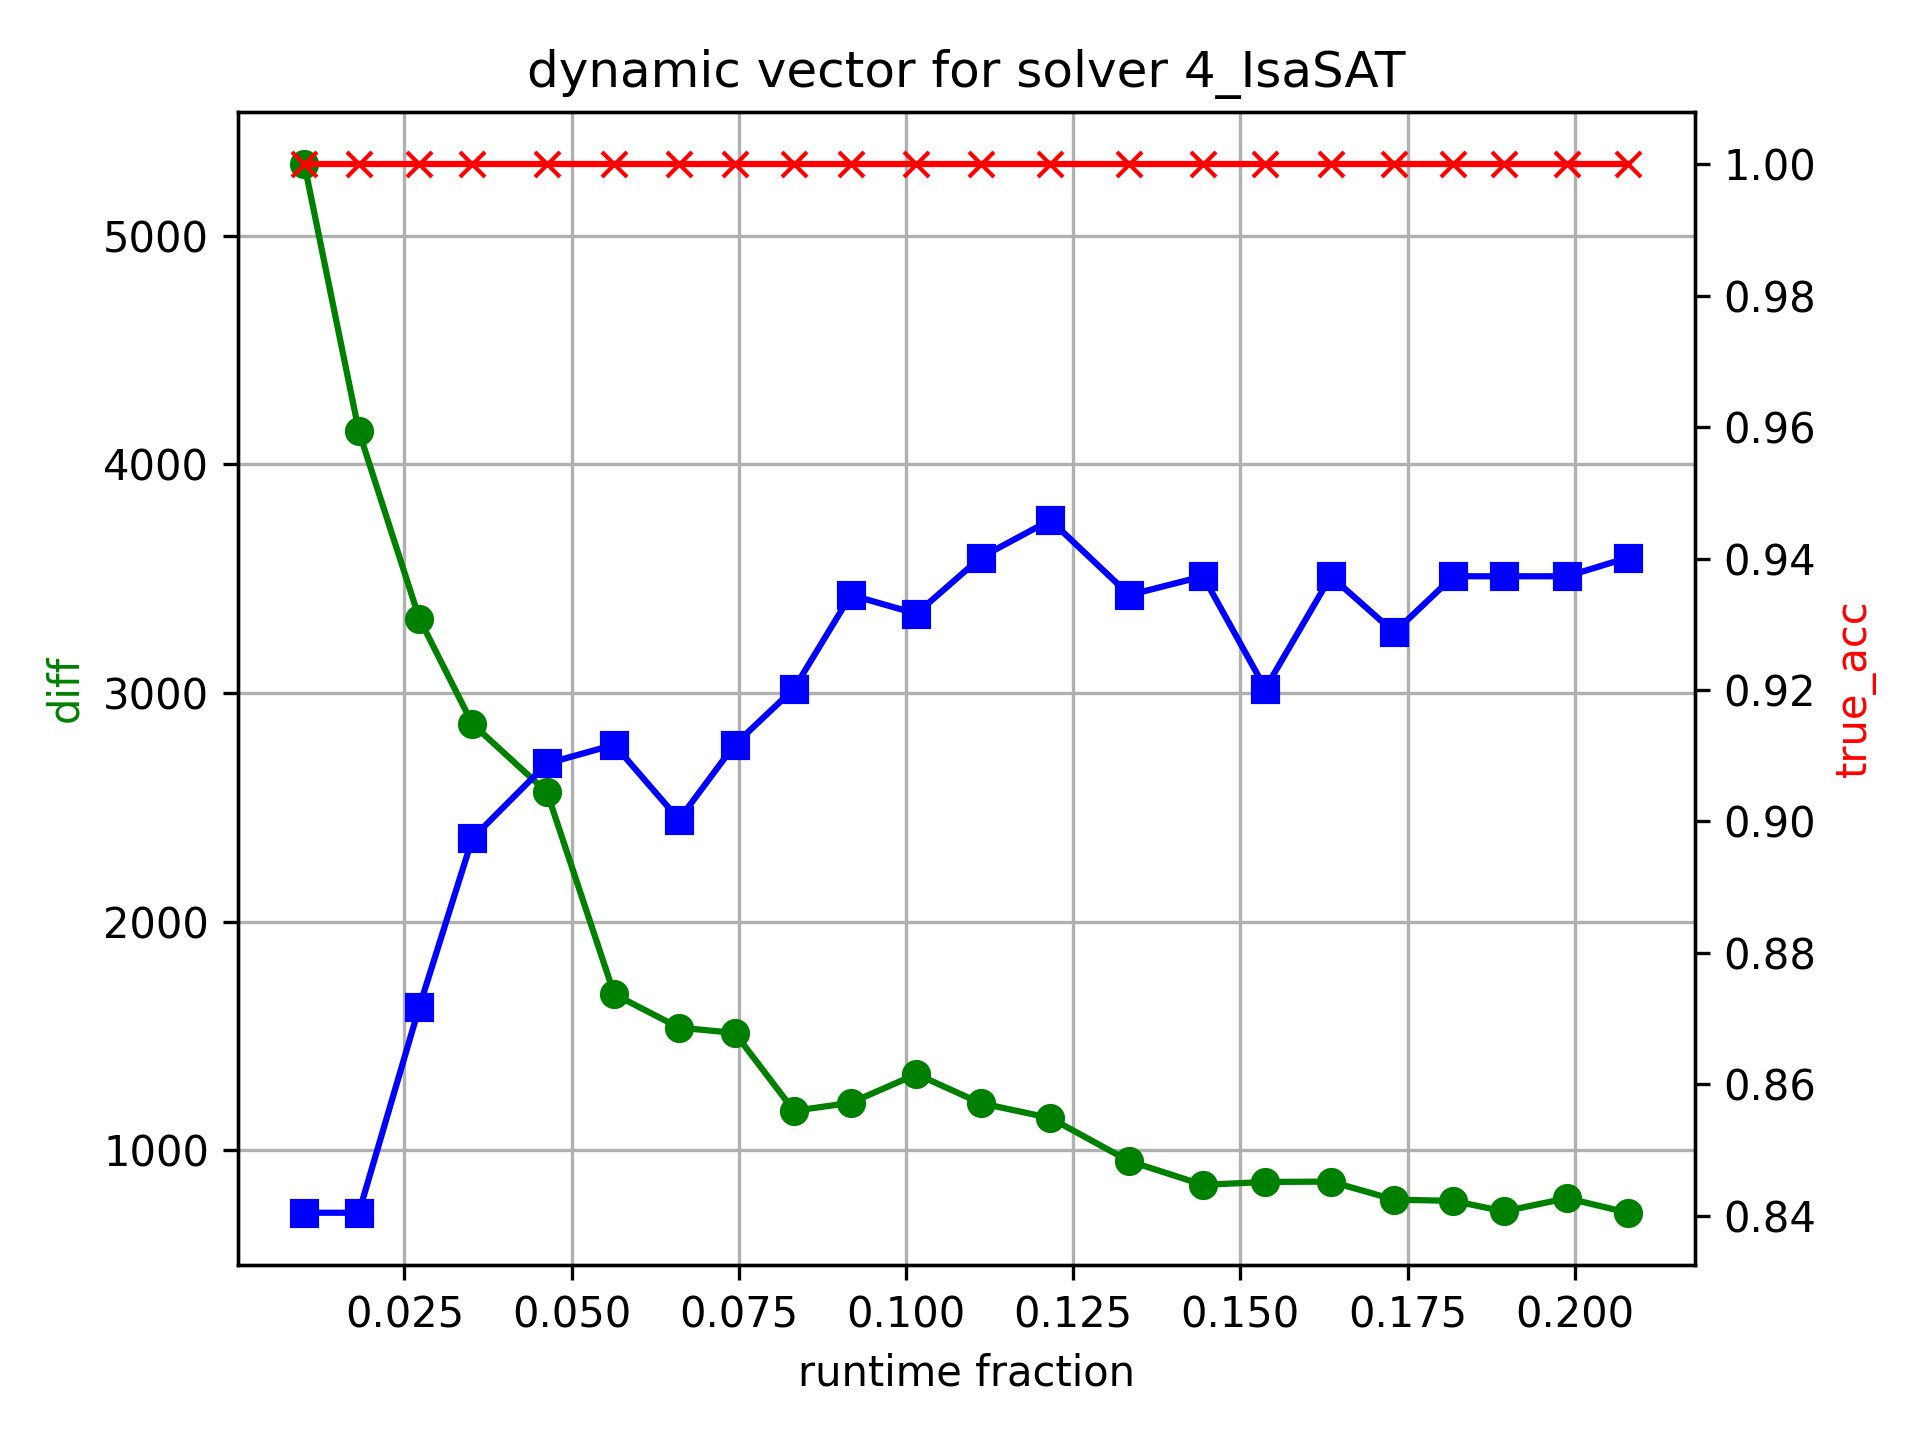 dynamic vector for solver 4_IsaSAT
5000
4000
3000
2000
1000
diff
1.00
0.98
0.96
0.94
0.92
0.90
0.88
0.86
0.84
true_acc
0.025 0.050 0.075 0.100 0.125 0.150 0.175 0.200
runtime fraction